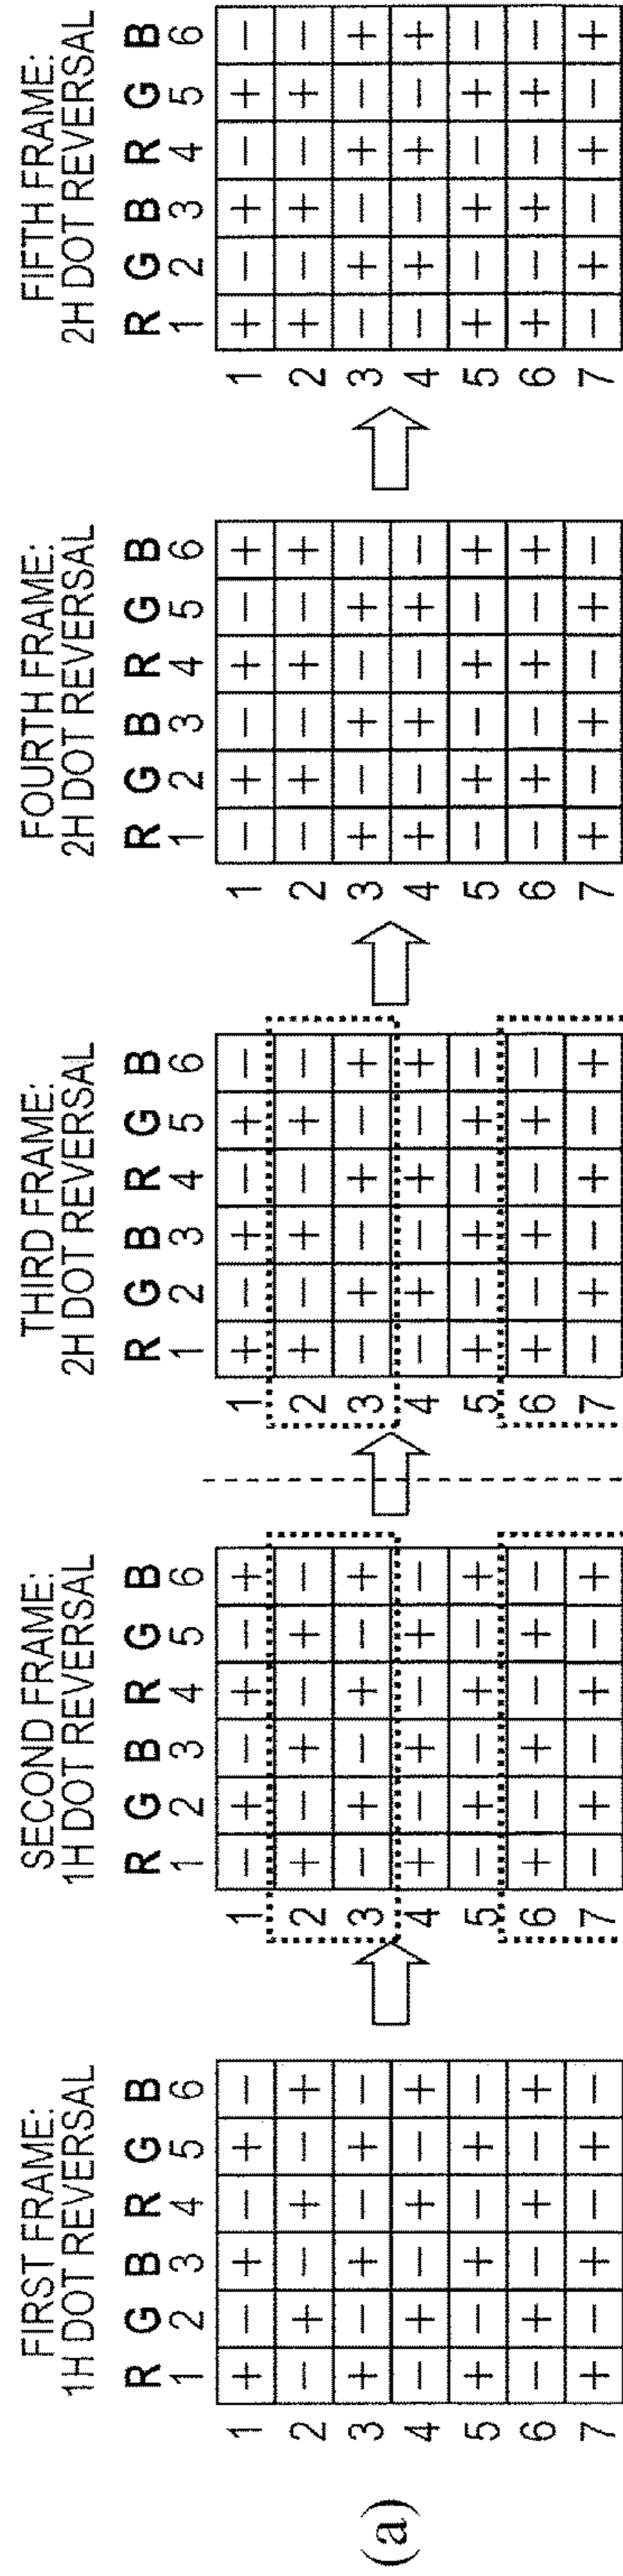 (a)
FIRST FRAME:
1H DOT REVERSAL
R G B R G B
1 2 3 4 5 6
1 + − + − + −
2 − + − + − +
3 + − + − + −
4 − + − + − +
5 + − + − + −
6 − + − + − +
7 + − + − + −
SECOND FRAME:
1H DOT REVERSAL
R G B R G B
1 2 3 4 5 6
1 − + − + − +
2 + − + − + −
3 − + − + − +
4 + − + − + −
5 − + − + − +
6 + − + − + −
7 − + − + − +
THIRD FRAME:
2H DOT REVERSAL
R G B R G B
1 2 3 4 5 6
1 + − + − + −
2 + − + − + −
3 − + − + − +
4 − + − + − +
5 + − + − + −
6 + − + − + −
7 − + − + − +
FOURTH FRAME:
2H DOT REVERSAL
R G B R G B
1 2 3 4 5 6
1 − + − + − +
2 − + − + − +
3 + − + − + −
4 + − + − + −
5 − + − + − +
6 − + − + − +
7 + − + − + −
FIFTH FRAME:
2H DOT REVERSAL
R G B R G B
1 2 3 4 5 6
1 + − + − + −
2 + − + − + −
3 − + − + − +
4 − + − + − +
5 + − + − + −
6 + − + − + −
7 − + − + − +